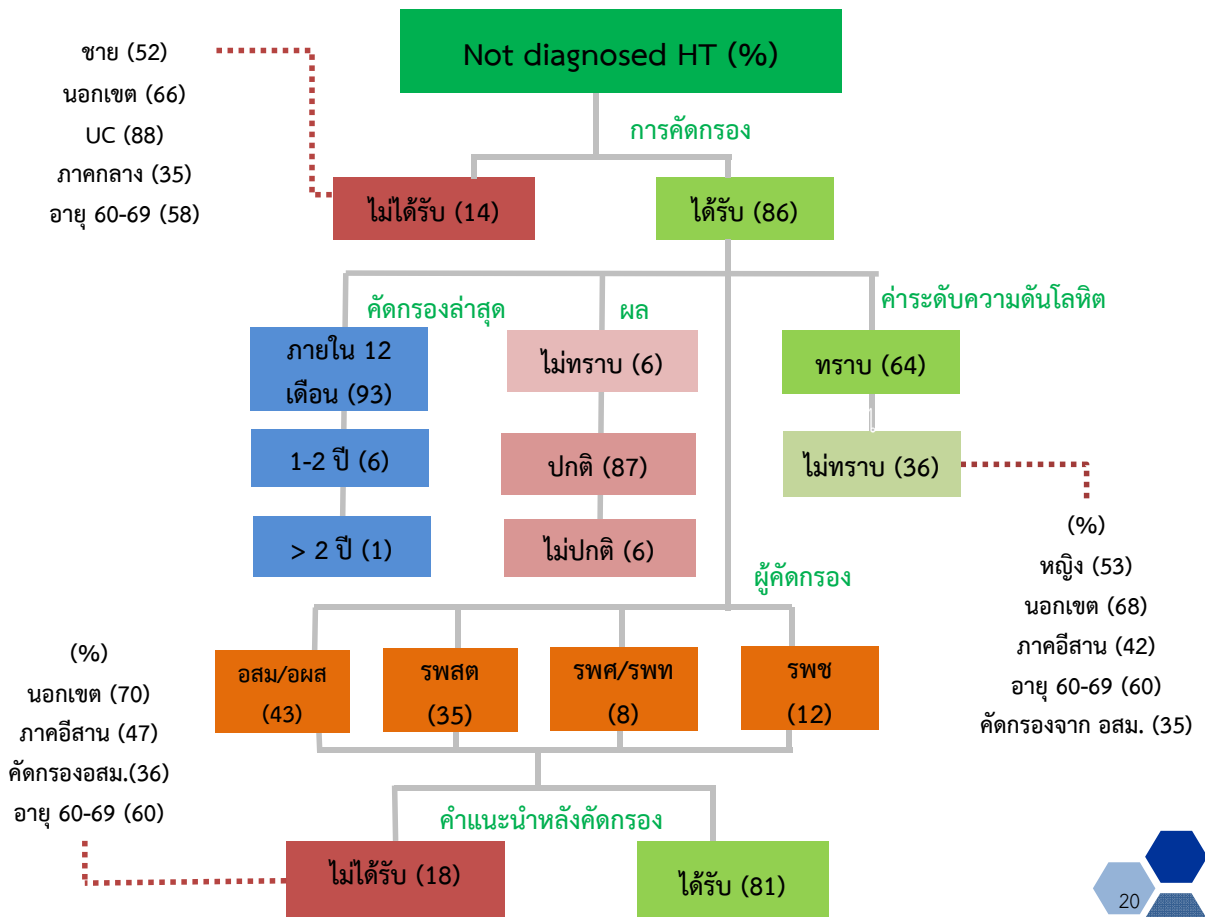 Not diagnosed HT (%)
ชาย (52)
นอกเขต (66)
UC (88)
ภาคกลาง (35)
อายุ 60-69 (58)
การคัดกรอง
ไม่ได้รับ (14)
ได้รับ (86)
คัดกรองล่าสุด
ผล
ค่าระดับความดันโลหิต
ภายใน 12
เดือน (93)
1-2 ปี (6)
> 2 ปี (1)
ไม่ทราบ (6)
ปกติ (87)
ไม่ปกติ (6)
ทราบ (64)
ไม่ทราบ (36)
(%)
หญิง (53)
นอกเขต (68)
ภาคอีสาน (42)
อายุ 60-69 (60)
คัดกรองจาก อสม. (35)
ผู้คัดกรอง
อสม/อผส
(43)
รพสต
(35)
รพศ/รพท
(8)
รพช
(12)
(%)
นอกเขต (70)
ภาคอีสาน (47)
คัดกรองอสม.(36)
อายุ 60-69 (60)
คำแนะนำหลังคัดกรอง
ไม่ได้รับ (18)
ได้รับ (81)
20